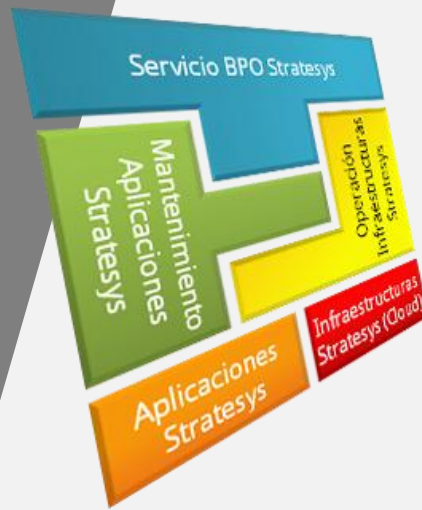 Servicio BPO Stratesys
Mantenimiento
Aplicaciones
Stratesys
Operación
Infraestructuras
Stratesys
Aplicaciones
Stratesys
Infraestructuras
Stratesys (Cloud)